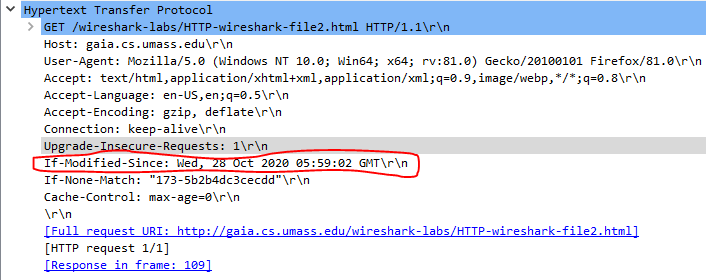 Hypertext Transfer Protocol
GET /wireshark-labs/HTTP-wireshark-file2.html HTTP/1.1\r\n
Host: gaia.cs.umass.edu\r\n
User-Agent: Mozilla/5.0 (Windows NT 10.0; Win64; x64; rv:81.0) Gecko/20100101 Firefox/81.0\r\n
Accept: text/html,application/xhtml+xml,application/xml;q=0.9,image/webp,*/*;q=0.8\r\n
Accept-Language: en-US,en;q=0.5\r\n
Accept-Encoding: gzip, deflate\r\n
Connection: keep-alive\r\n
Upgrade-Insecure-Requests: 1\r\n
If-Modified-Since: Wed, 28 Oct 2020 05:59:02 GMT\r\n
If-None-Match: "173-5b2b4dc3cecdd"\r\n
Cache-Control: max-age=0\r\n
\r\n
[Full request URI: http://gaia.cs.umass.edu/wireshark-labs/HTTP-wireshark-file2.html]
[HTTP request 1/1]
[Response in frame: 109]